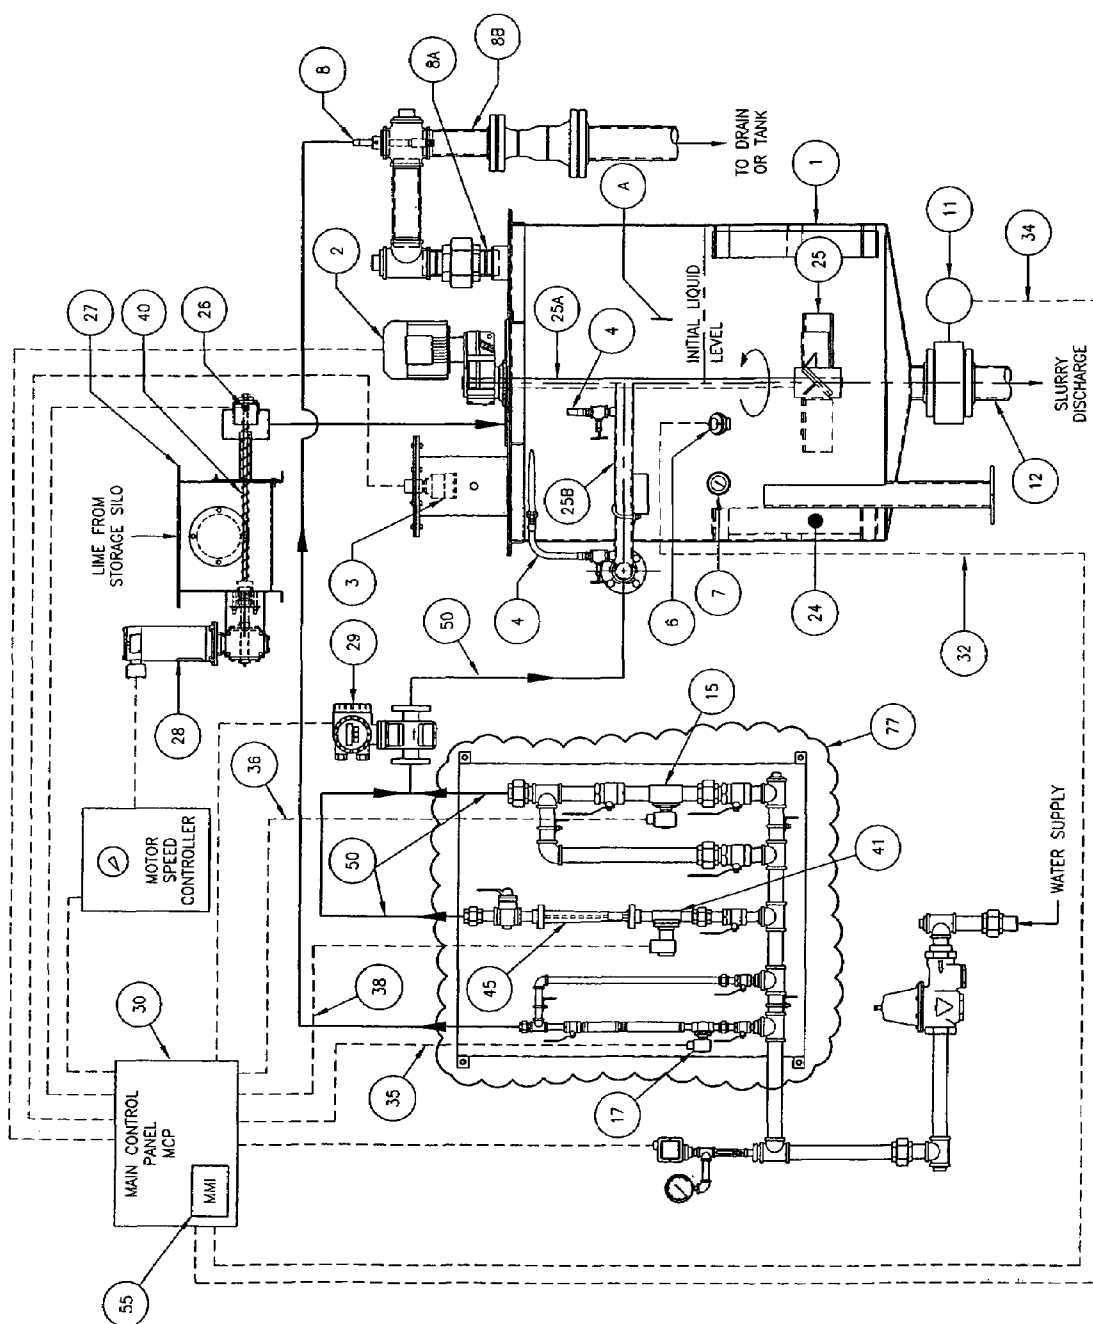 27
40
26
2
8
8A
8B
LIME FROM
STORAGE SILO
TO DRAIN
OR TANK
A
1
28
3
4
25A
4
INITIAL LIQUID
LEVEL
25
11
34
25B
29
50
6
7
24
32
12
SLURRY
DISCHARGE
MOTOR
SPEED
CONTROLLER
36
15
77
50
41
WATER SUPPLY
30
38
45
35
17
MAIN CONTROL
PANEL
MCP
MMI
55